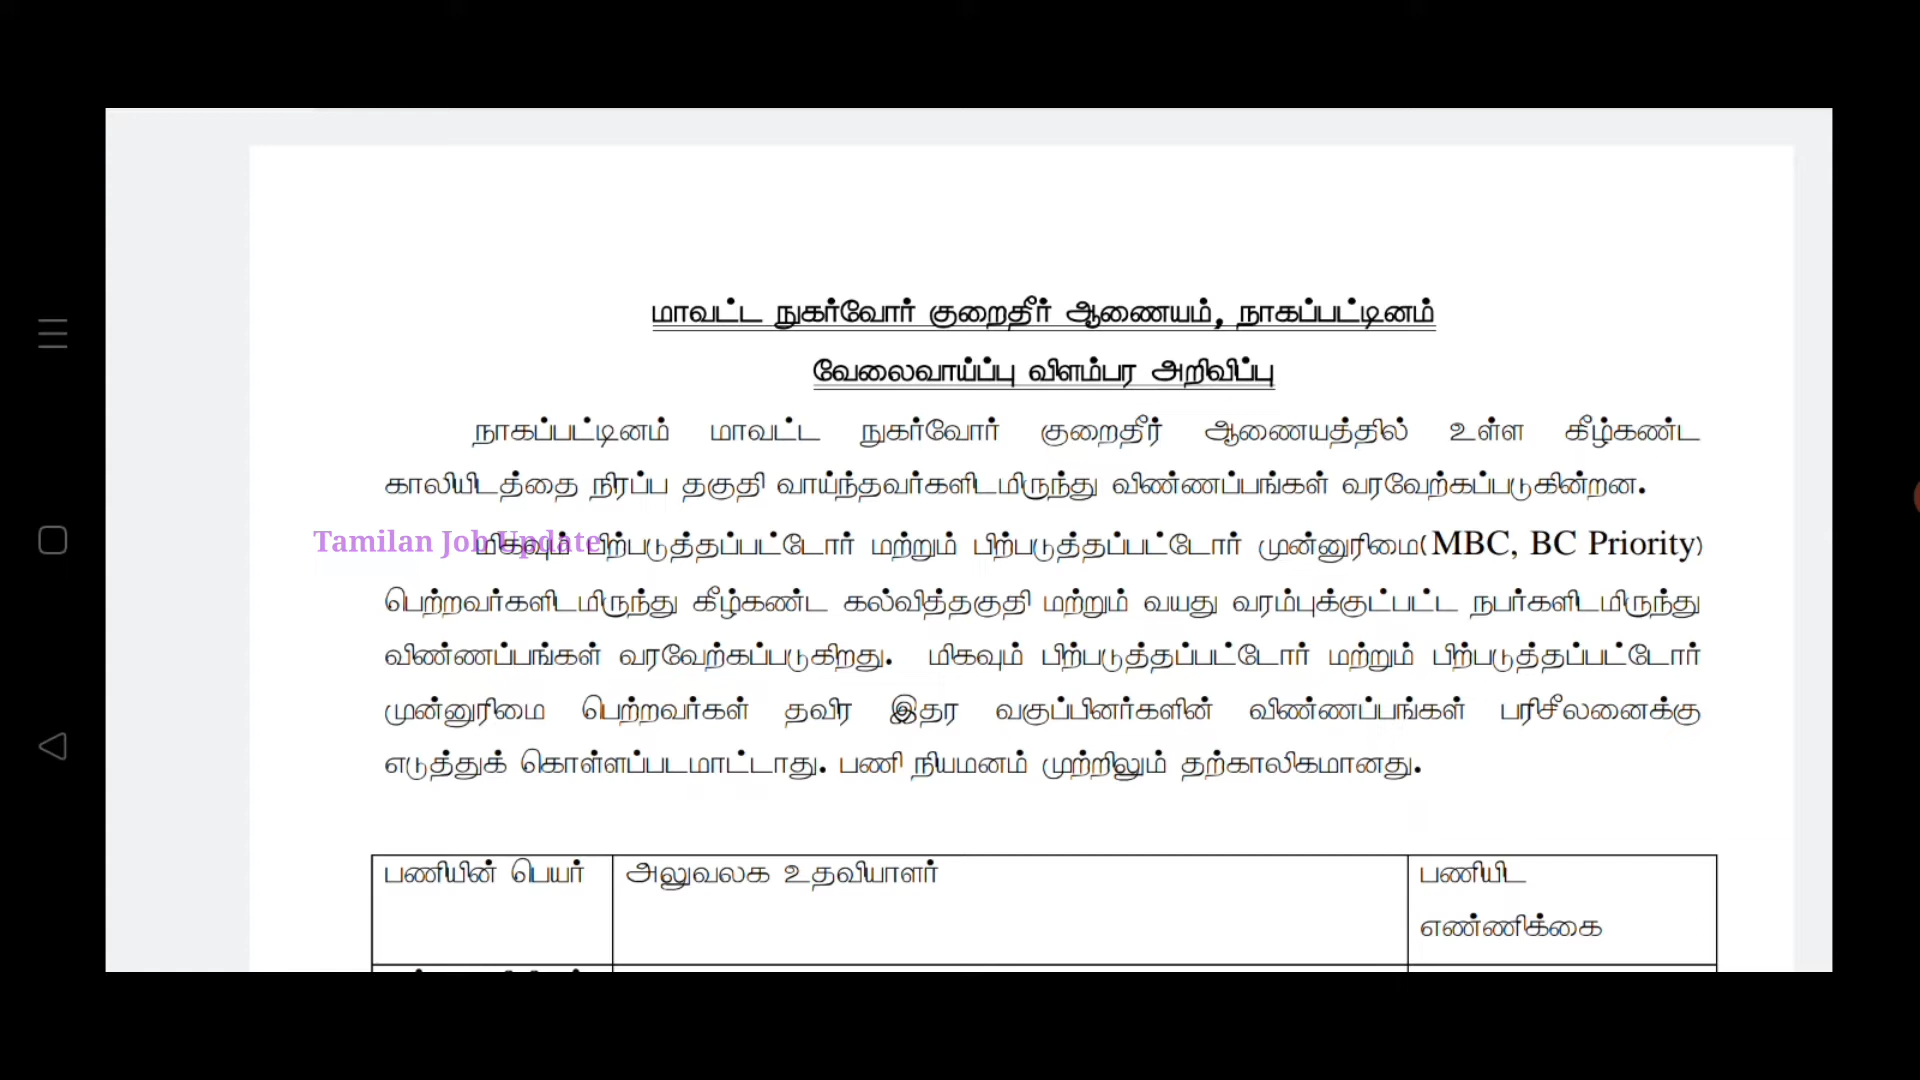 மாவட்ட நுகர்வோர் குறைதீர் ஆணையம், நாகப்பட்டினம்
வேலைவாய்ப்பு விளம்பர அறிவிப்பு
நாகப்பட்டினம் மாவட்ட நுகர்வோர் குறைதீர் ஆணையத்தில் உள்ள கீழ்கண்ட
காலியிடத்தை நிரப்ப தகுதி வாய்ந்தவர்களிடமிருந்து விண்ணப்பங்கள் வரவேற்கப்படுகின்றன.
Tamilan Job Update
மிகவும் பிற்படுத்தப்பட்டோர் மற்றும் பிற்படுத்தப்பட்டோர் முன்னுரிமை(MBC, BC Priority)
பெற்றவர்களிடமிருந்து கீழ்கண்ட கல்வித்தகுதி மற்றும் வயது வரம்புக்குட்பட்ட நபர்களிடமிருந்து
விண்ணப்பங்கள் வரவேற்கப்படுகிறது. மிகவும் பிற்படுத்தப்பட்டோர் மற்றும் பிற்படுத்தப்பட்டோர்
முன்னுரிமை பெற்றவர்கள் தவிர இதர வகுப்பினர்களின் விண்ணப்பங்கள் பரிசீலனைக்கு
எடுத்துக் கொள்ளப்படமாட்டாது. பணி நியமனம் முற்றிலும் தற்காலிகமானது.
பணியின் பெயர் அலுவலக உதவியாளர் பணியிட
எண்ணிக்கை